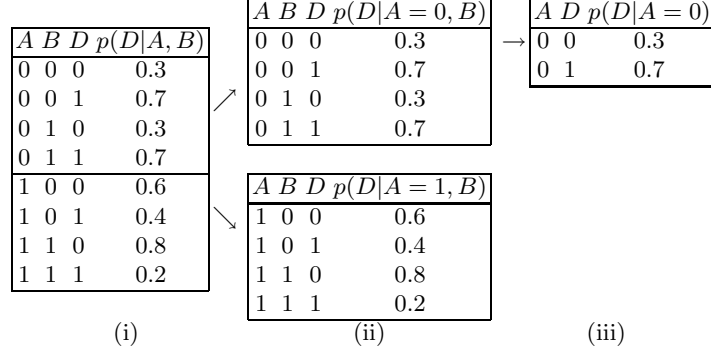 A B D p(D|A, B)
0 0 0 0.3
0 0 1 0.7
0 1 0 0.3
0 1 1 0.7
1 0 0 0.6
1 0 1 0.4
1 1 0 0.8
1 1 1 0.2
(i)
A B D p(D|A = 0, B)
0 0 0 0.3
0 0 1 0.7
0 1 0 0.3
0 1 1 0.7
A B D p(D|A = 1, B)
1 0 0 0.6
1 0 1 0.4
1 1 0 0.8
1 1 1 0.2
(ii)
A D p(D|A = 0)
0 0 0.3
0 1 0.7
(iii)